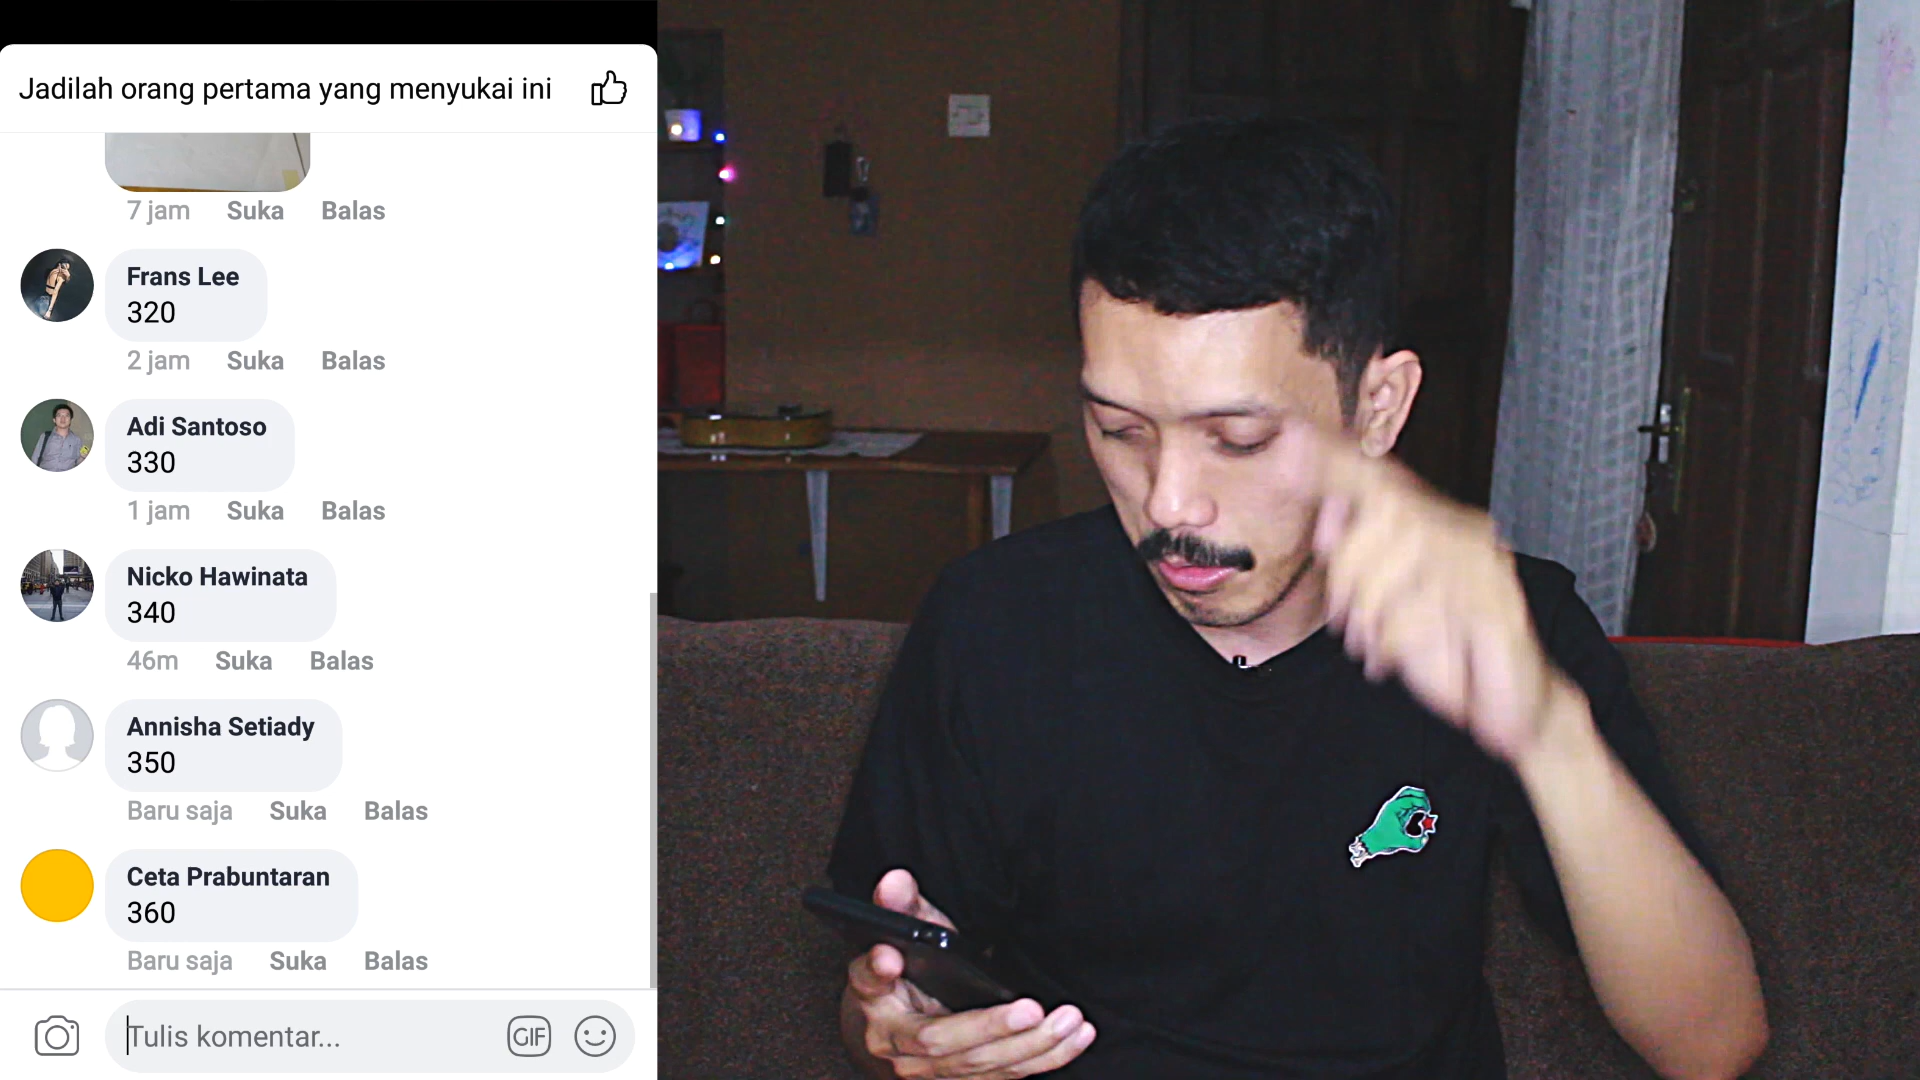 Jadilah orang pertama yang menyukai ini
7 jam Suka Balas
Frans Lee
320
2 jam Suka Balas
Adi Santoso
330
1 jam Suka Balas
Nicko Hawinata
340
46m Suka Balas
Annisha Setiady
350
Baru saja Suka Balas
Ceta Prabuntaran
360
Baru saja Suka Balas
Tulis komentar...
GIF